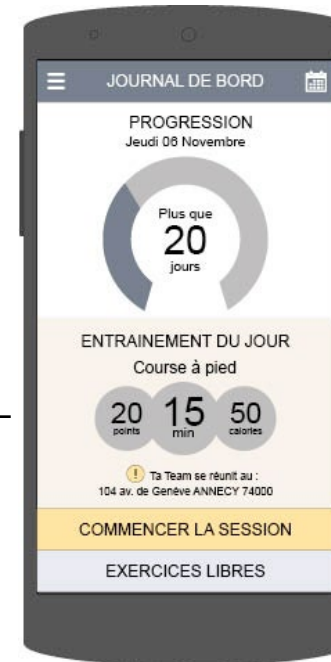 JOURNAL DE BORD
PROGRESSION
Jeudi 06 Novembre
Plus que
20
jours
ENTRAINEMENT DU JOUR
Course à pied
20 15 50
points min calories
! Ta Team se réunit au :
104 av. de Genève ANNECY 74000
COMMENCER LA SESSION
EXERCICES LIBRES